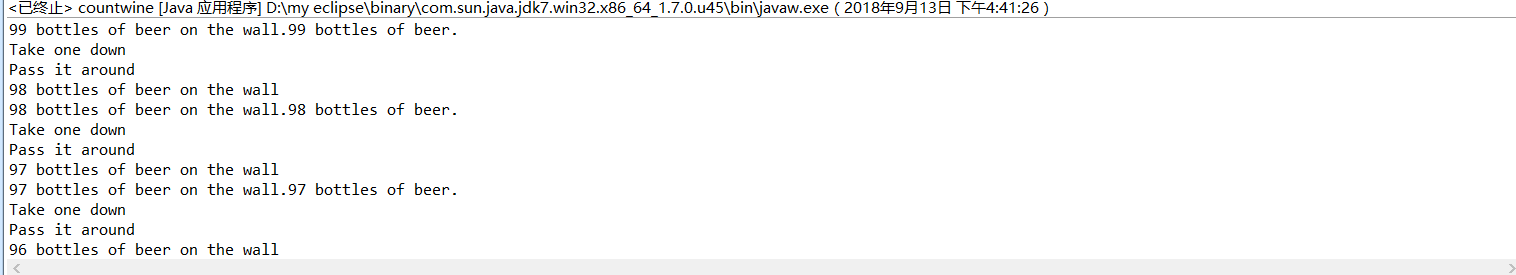 <已终止> countwine [Java 应用程序] D:\my eclipse\binary\com.sun.java.jdk7.win32.x86_64_1.7.0.u45\bin\javaw.exe（2018年9月13日 下午4:41:26）
99 bottles of beer on the wall.99 bottles of beer.
Take one down
Pass it around
98 bottles of beer on the wall
98 bottles of beer on the wall.98 bottles of beer.
Take one down
Pass it around
97 bottles of beer on the wall
97 bottles of beer on the wall.97 bottles of beer.
Take one down
Pass it around
96 bottles of beer on the wall